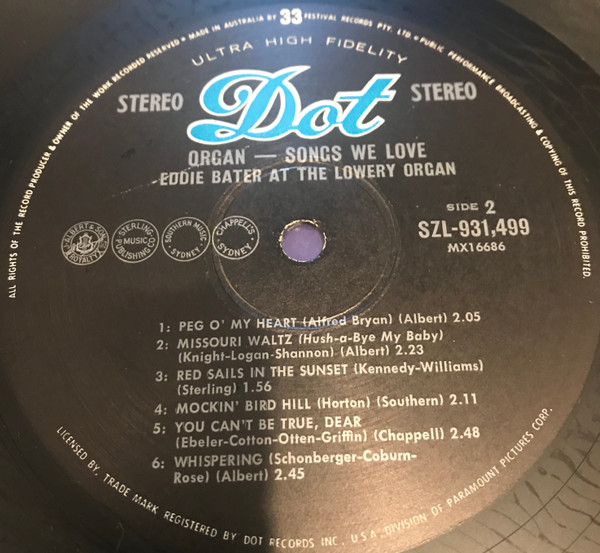 ALL RIGHTS OF THE RECORD PRODUCER & OWNER OF THE WORK RECORDED RESERVED ● MADE IN AUSTRALIA BY 33 FESTIVAL RECORDS PTY. LTD ● PUBLIC PERFORMANCE BROADCASTING & COPYING OF THIS RECORD PROHIBITED.
ULTRA HIGH FIDELITY
STEREO Dot STEREO
ORGAN — SONGS WE LOVE
EDDIE BATER AT THE LOWERY ORGAN
SIDE 2
SZL-931,499
MX16686
ALBERT & SON ROYALTY
STERLING MUSIC PUBLISHING CO.
SOUTHERN MUSIC SYDNEY
CHAPPELL'S SYDNEY
1: PEG O' MY HEART (Alfred Bryan) (Albert) 2.05
2: MISSOURI WALTZ (Hush-a-Bye My Baby)
(Knight-Logan-Shannon) (Albert) 2.23
3: RED SAILS IN THE SUNSET (Kennedy-Williams)
(Sterling) 1.56
4: MOCKIN' BIRD HILL (Horton) (Southern) 2.11
5: YOU CAN'T BE TRUE, DEAR
(Ebeler-Cotton-Otten-Griffin) (Chappell) 2.48
6: WHISPERING (Schonberger-Coburn-
Rose) (Albert) 2.45
LICENSED BY, TRADE MARK REGISTERED BY DOT RECORDS INC. U.S.A. DIVISION OF PARAMOUNT PICTURES CORP.